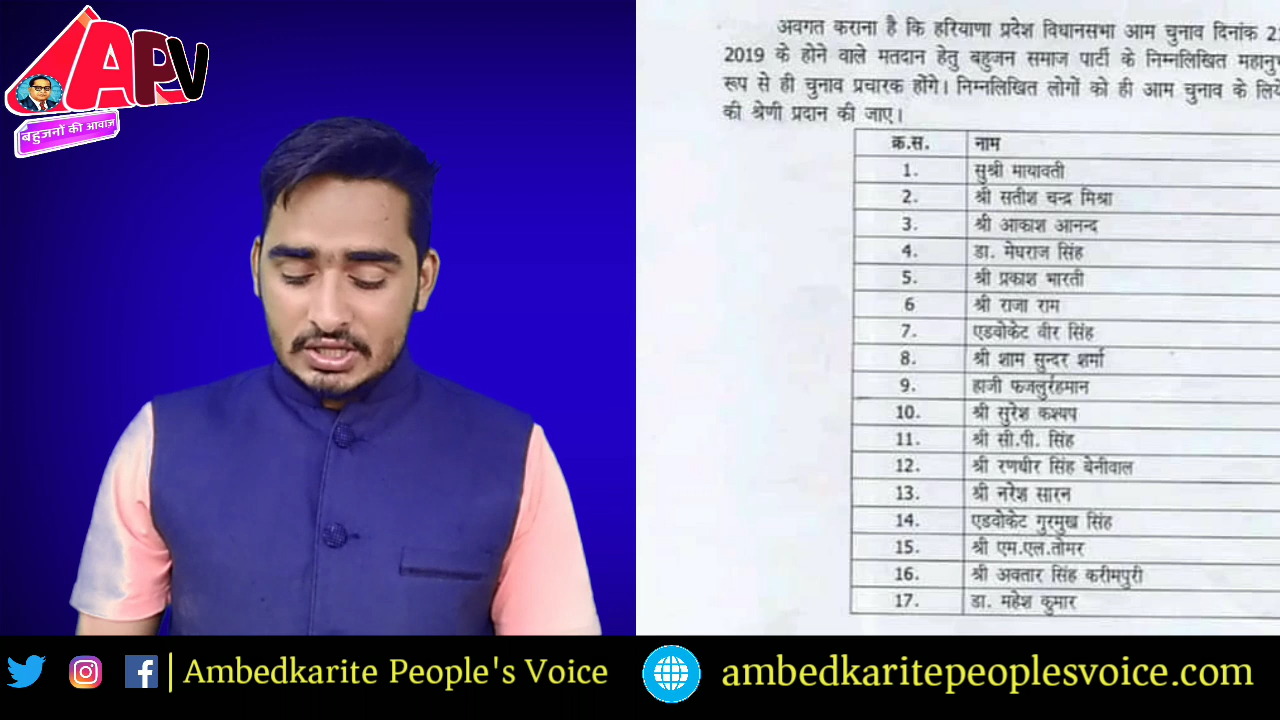 APV
बहुजनों की आवाज़
अवगत कराना है कि हरियाणा प्रदेश विधानसभा आम चुनाव दिनांक
2019 के होने वाले मतदान हेतु बहुजन समाज पार्टी के निम्नलिखित
रूप से ही चुनाव प्रचारक होंगे। निम्नलिखित लोगों को ही आम चुनाव के लिये
की श्रेणी प्रदान की जाए।
क्र.स. नाम
1. सुश्री मायावती
2. श्री सतीश चन्द्र मिश्रा
3. श्री आकाश आनन्द
4. डा. मेघराज सिंह
5. श्री प्रकाश भारती
6 श्री राजा राम
7. एडवोकेट वीर सिंह
8. श्री शाम सुन्दर शर्मा
9. हाजी फजलुर्रहमान
10. श्री सुरेश कश्यप
11. श्री सी.पी. सिंह
12. श्री रणधीर सिंह बेनीवाल
13. श्री नरेश सारन
14. एडवोकेट गुरमुख सिंह
15. श्री एम.एल.तोमर
16. श्री अवतार सिंह करीमपुरी
17. डा. महेश कुमार
| Ambedkarite People's Voice
ambedkaritepeoplesvoice.com